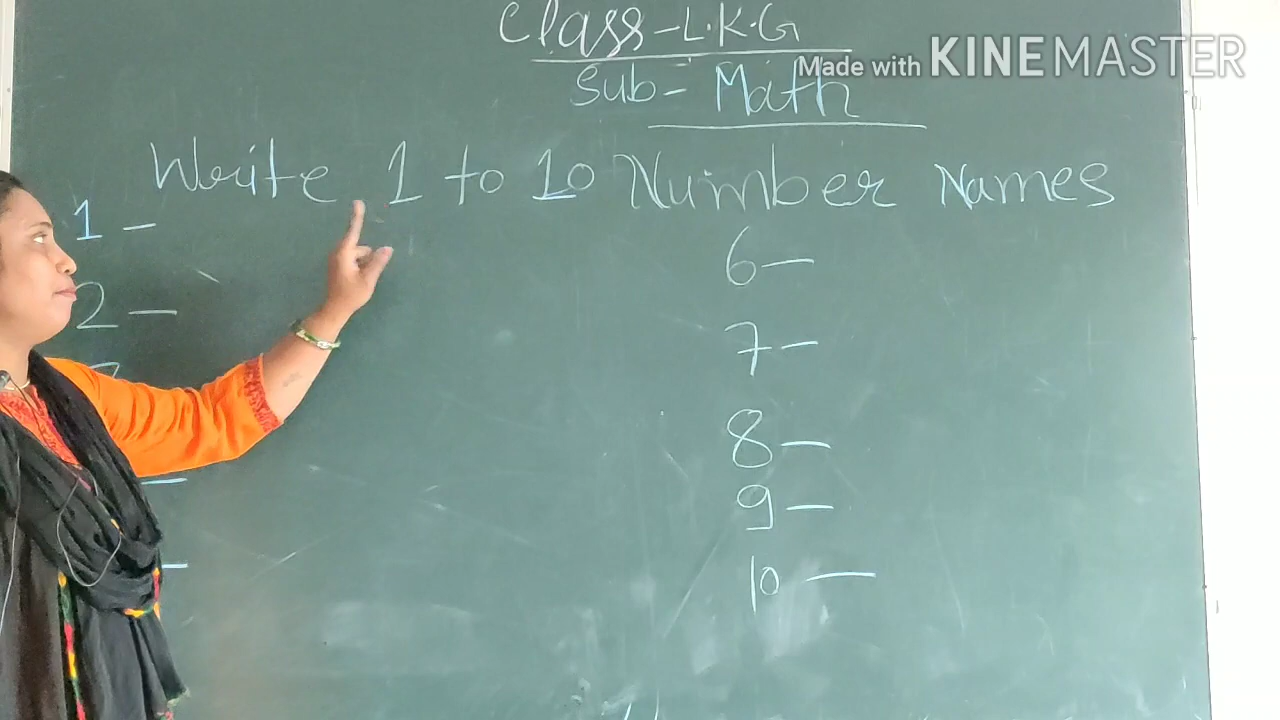 Class-L.K.G
Made with KINEMASTER
Sub- Math
Write 1 to 10 Number Names
1 -
2 -
3
-
-
6-
7-
8-
9-
10 -